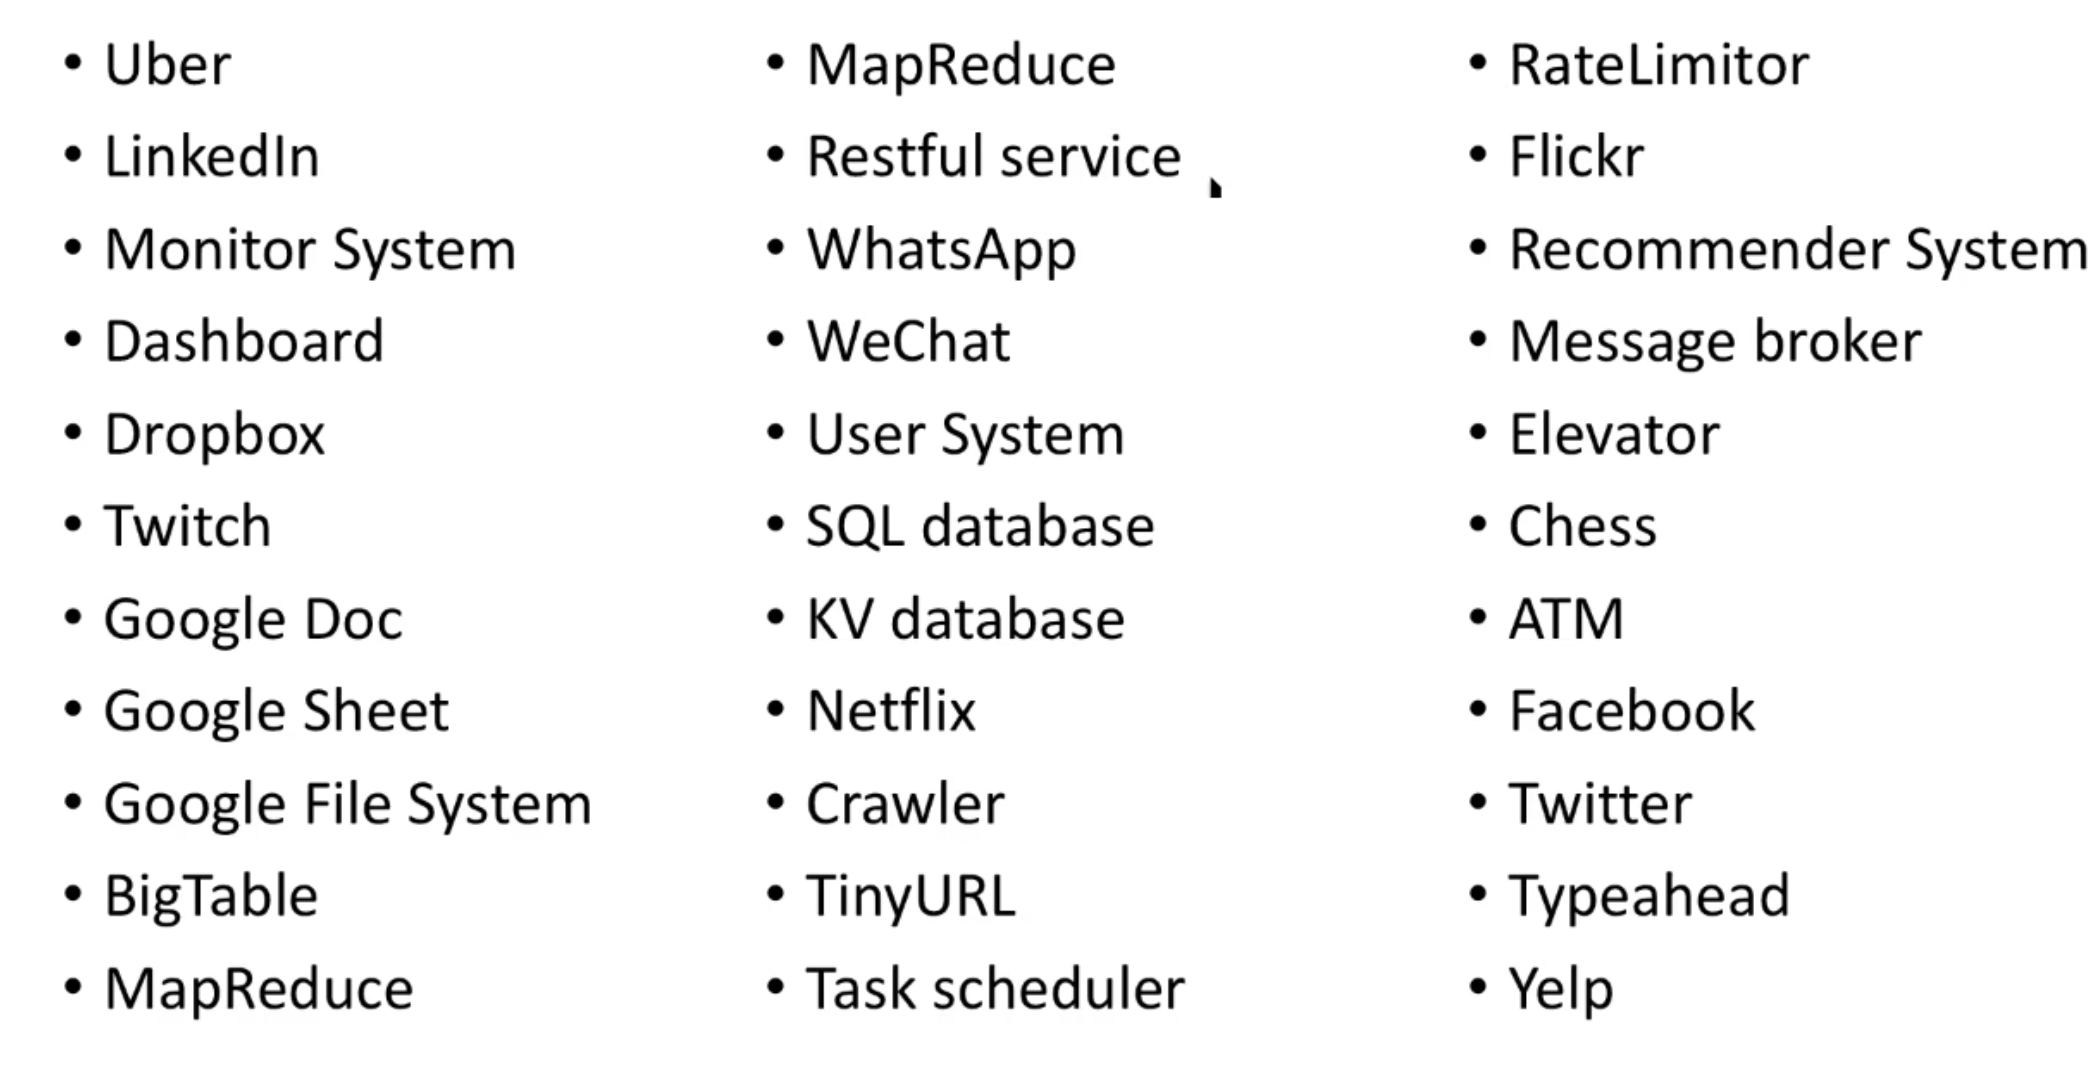 • Uber
• LinkedIn
• Monitor System
• Dashboard
• Dropbox
• Twitch
• Google Doc
• Google Sheet
• Google File System
• BigTable
• MapReduce
• MapReduce
• Restful service
• WhatsApp
• WeChat
• User System
• SQL database
• KV database
• Netflix
• Crawler
• TinyURL
• Task scheduler
• RateLimitor
• Flickr
• Recommender System
• Message broker
• Elevator
• Chess
• ATM
• Facebook
• Twitter
• Typeahead
• Yelp